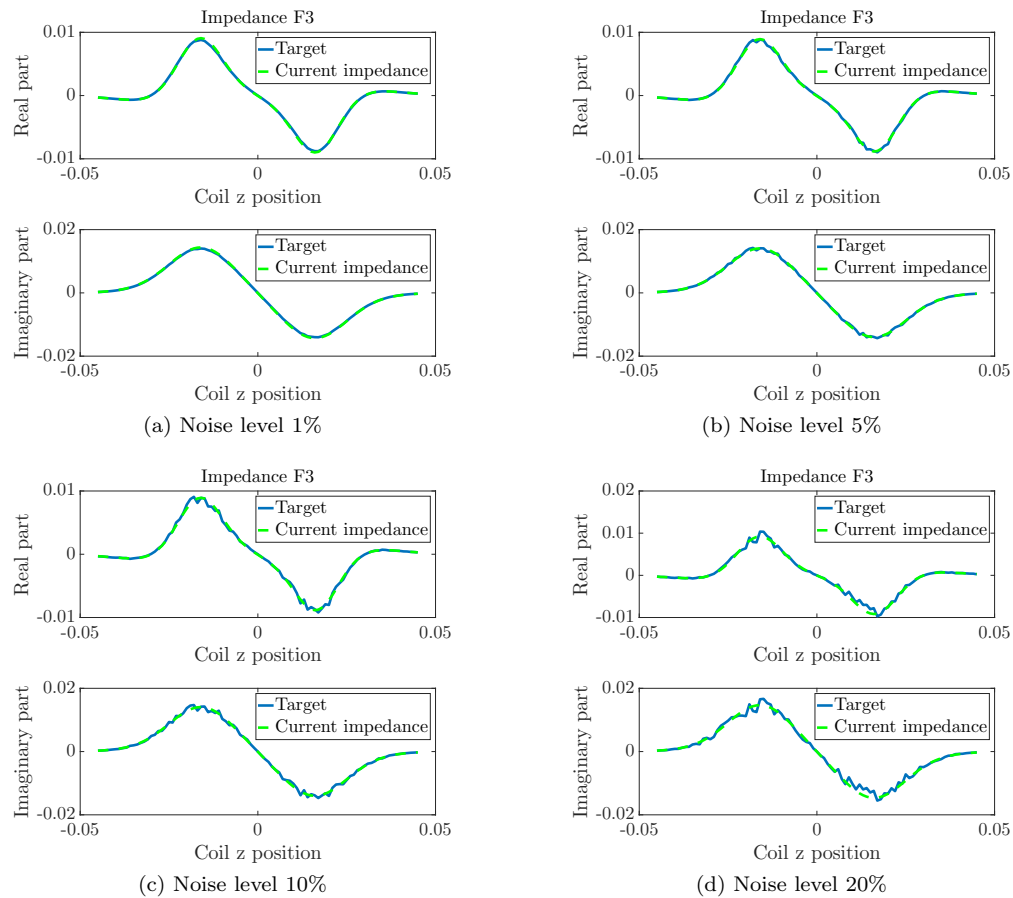 Impedance F3
Real part
0.01
0
-0.01
Target
Current impedance
-0.05
0
0.05
Coil z position
Imaginary part
0.02
0
-0.02
Target
Current impedance
-0.05
0
0.05
Coil z position
(a) Noise level 1%
Impedance F3
Real part
0.01
0
-0.01
Target
Current impedance
-0.05
0
0.05
Coil z position
Imaginary part
0.02
0
-0.02
Target
Current impedance
-0.05
0
0.05
Coil z position
(b) Noise level 5%
Impedance F3
Real part
0.01
0
-0.01
Target
Current impedance
-0.05
0
0.05
Coil z position
Imaginary part
0.02
0
-0.02
Target
Current impedance
-0.05
0
0.05
Coil z position
(c) Noise level 10%
Impedance F3
Real part
0.02
0.01
0
-0.01
Target
Current impedance
-0.05
0
0.05
Coil z position
Imaginary part
0.02
0
-0.02
Target
Current impedance
-0.05
0
0.05
Coil z position
(d) Noise level 20%